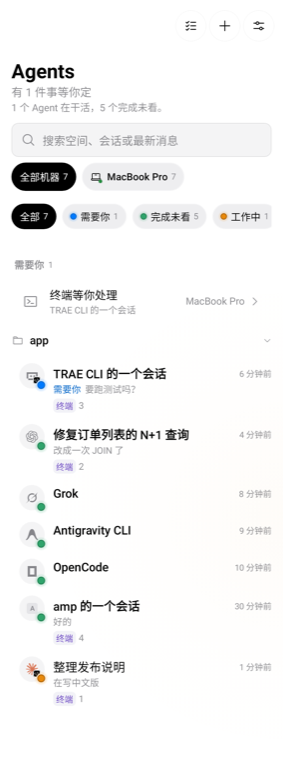 Agents
有 1 件事等你定
1 个 Agent 在干活，5 个完成未看。
搜索空间、会话或最新消息
全部机器 7 MacBook Pro 7
全部 7 需要你 1 完成未看 5 工作中 1
需要你 1
终端等你处理 MacBook Pro
TRAE CLI 的一个会话
app
TRAE CLI 的一个会话 6 分钟前
需要你 要跑测试吗？
终端 3
修复订单列表的 N+1 查询 4 分钟前
改成一次 JOIN 了
终端 2
Grok 8 分钟前
Antigravity CLI 9 分钟前
OpenCode 10 分钟前
A
amp 的一个会话 30 分钟前
好的
终端 4
整理发布说明 1 分钟前
在写中文版
终端 1